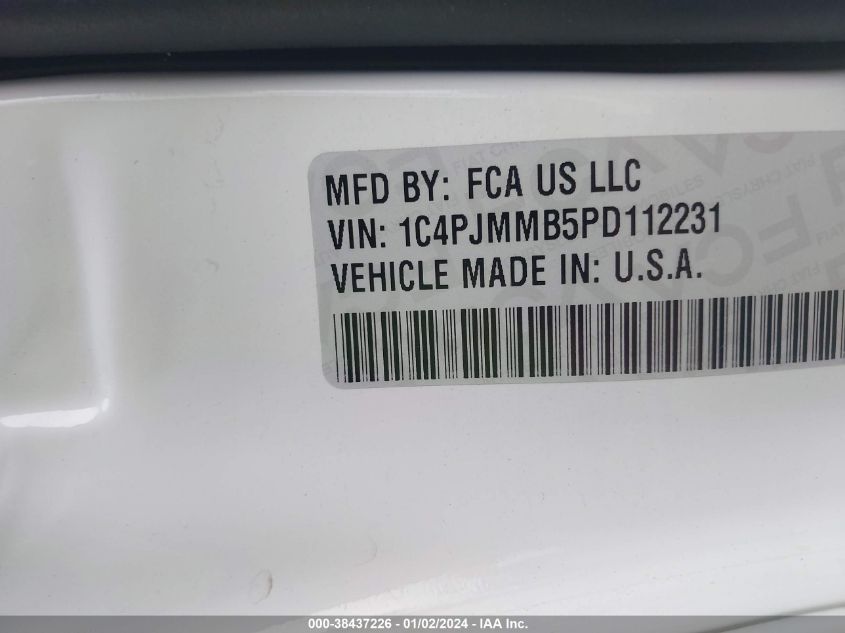 MFD BY: FCA US LLC
VIN: 1C4PJMMB5PD112231
VEHICLE MADE IN: U.S.A.
000-38437226 - 01/02/2024 - IAA Inc.